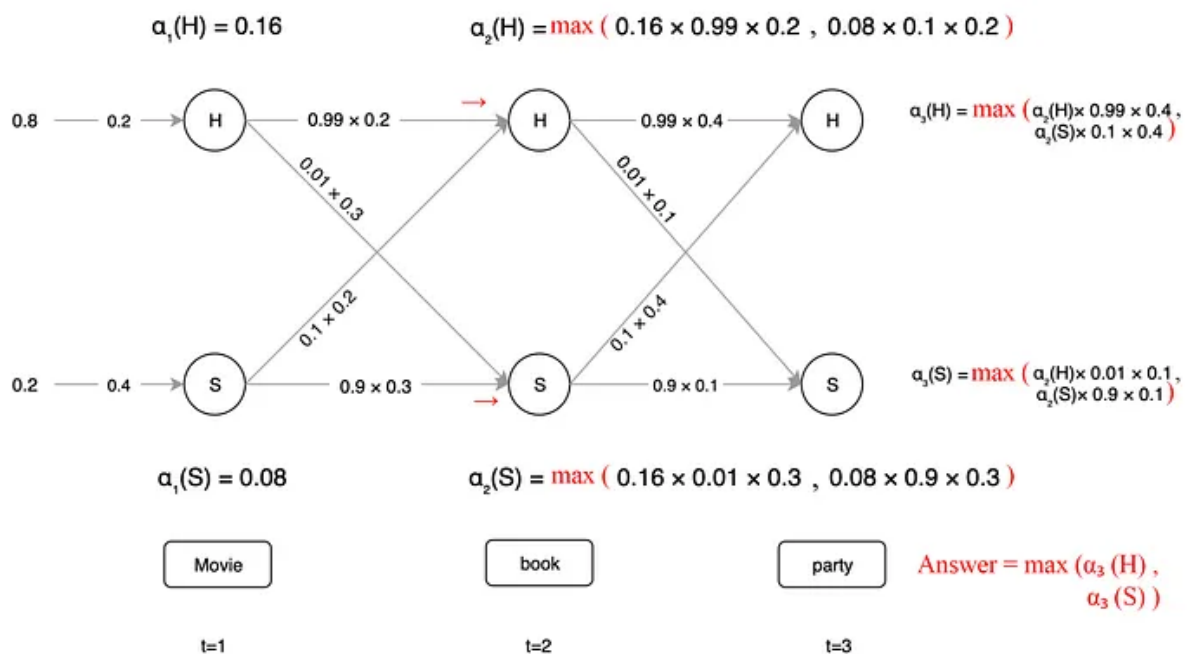 α₁(H) = 0.16
α₂(H) = max ( 0.16 × 0.99 × 0.2 , 0.08 × 0.1 × 0.2 )
0.8
0.2
H
0.99 × 0.2
→
H
0.99 × 0.4
H
α₃(H) = max ( α₂(H)× 0.99 × 0.4 ,
α₂(S)× 0.1 × 0.4 )
0.01 × 0.3
0.01 × 0.1
0.1 × 0.2
0.1 × 0.4
0.2
0.4
S
0.9 × 0.3
→
S
0.9 × 0.1
S
α₃(S) = max ( α₂(H)× 0.01 × 0.1 ,
α₂(S)× 0.9 × 0.1 )
α₁(S) = 0.08
α₂(S) = max ( 0.16 × 0.01 × 0.3 , 0.08 × 0.9 × 0.3 )
Movie
book
party
Answer = max (α₃ (H) ,
α₃ (S) )
t=1
t=2
t=3